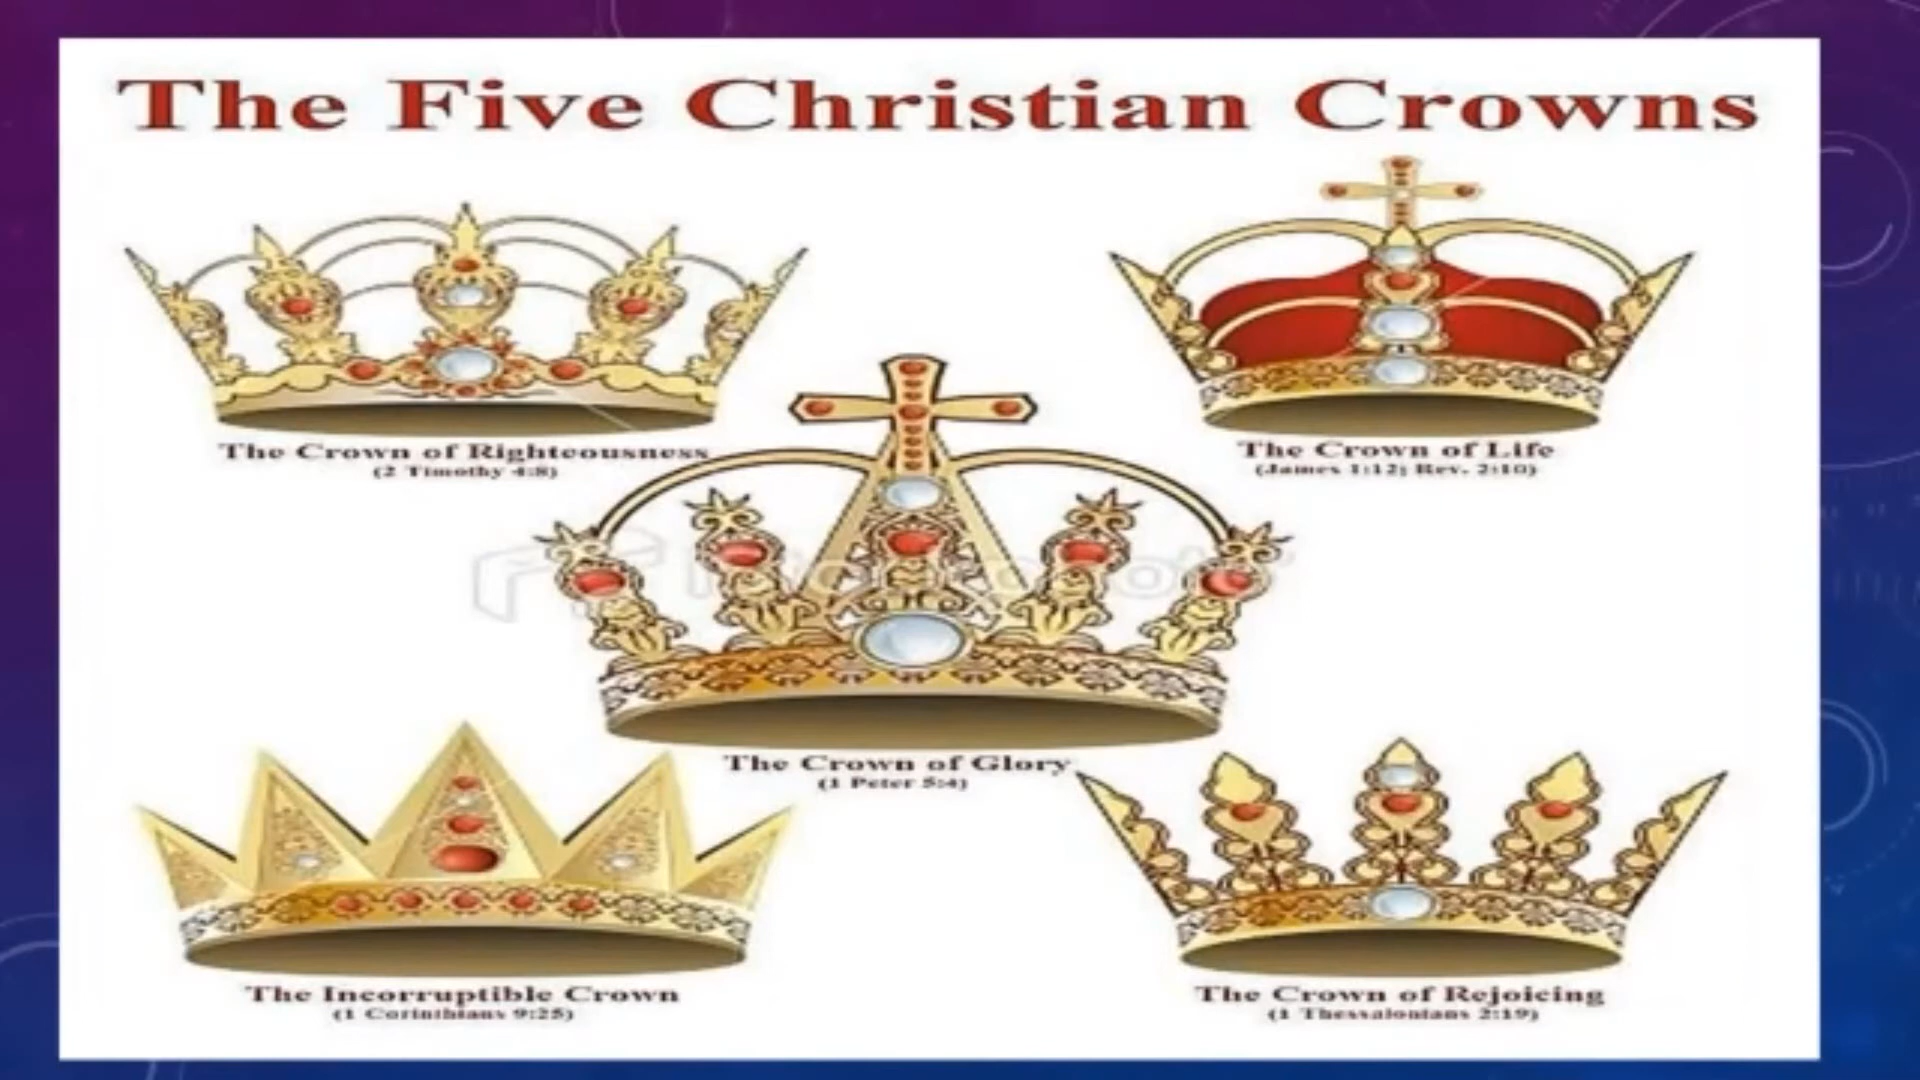 The Five Christian Crowns
The Crown of Righteousness
(2 Timothy 4:8)
The Crown of Life
(James 1:12; Rev. 2:10)
The Crown of Glory
(1 Peter 5:4)
The Incorruptible Crown
(1 Corinthians 9:25)
The Crown of Rejoicing
(1 Thessalonians 2:19)